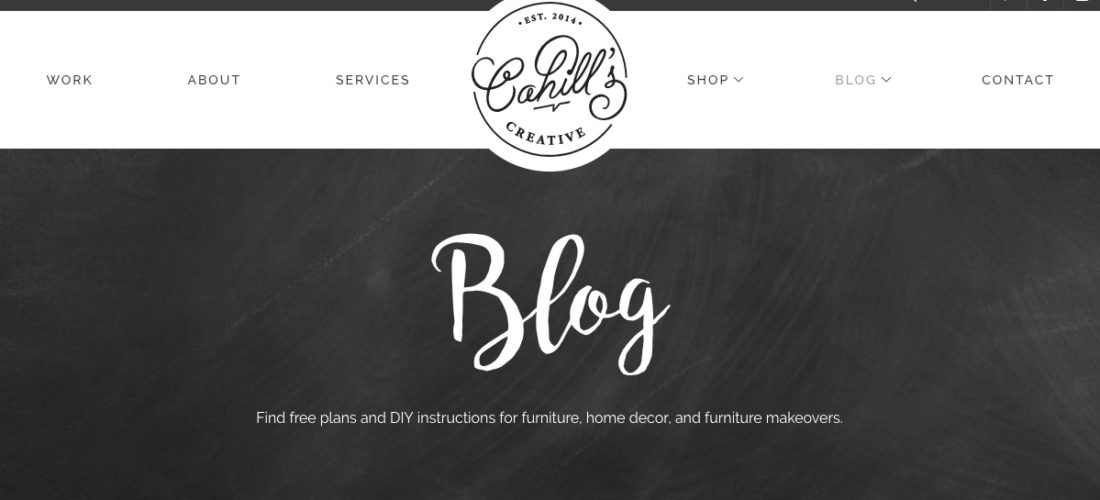 WORK
ABOUT
SERVICES
• EST. 2014 •
Cahill's
CREATIVE
SHOP
BLOG
CONTACT
Blog
Find free plans and DIY instructions for furniture, home decor, and furniture makeovers.